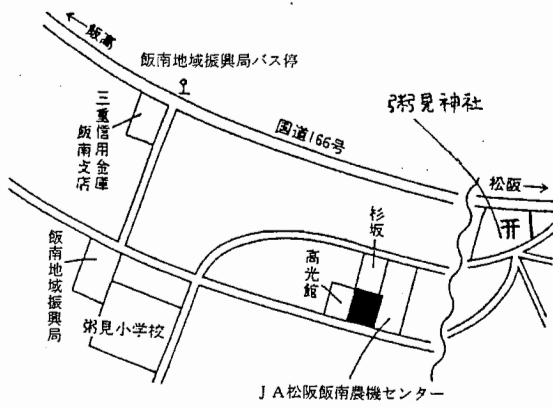 ←飯高
飯南地域振興局バス停
三重信用金庫
飯南支店
国道166号
粥見神社
松阪→
杉坂
高光館
飯南地域振興局
粥見小学校
JA松阪飯南農機センター